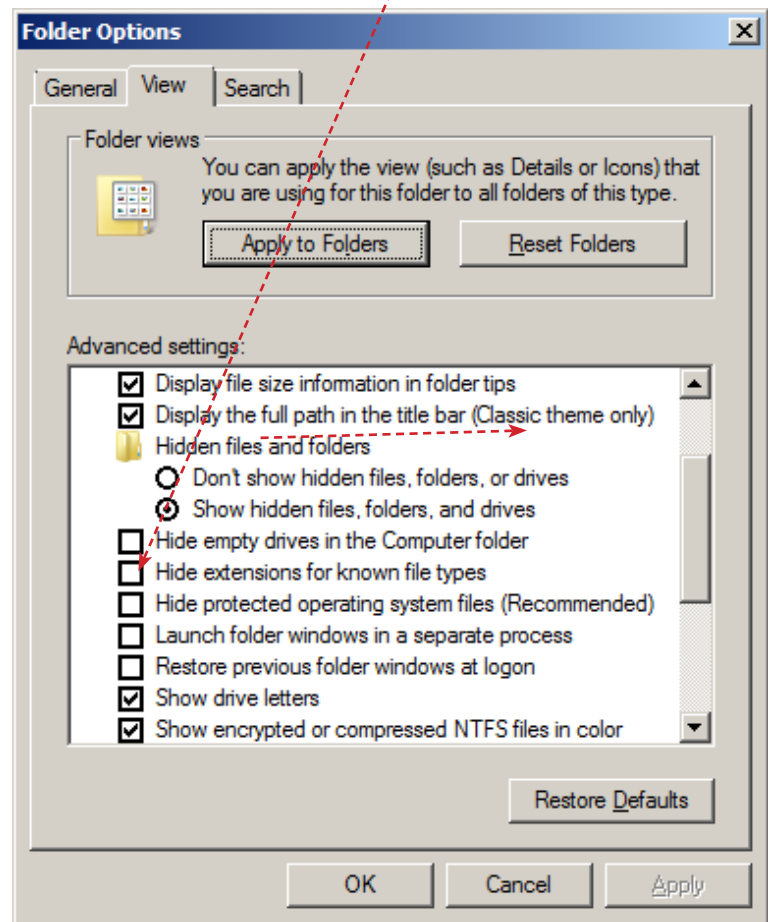 Folder Options
General View Search
Folder views
You can apply the view (such as Details or Icons) that
you are using for this folder to all folders of this type.
Apply to Folders Reset Folders
Advanced settings:
Display file size information in folder tips
Display the full path in the title bar (Classic theme only)
Hidden files and folders
Don't show hidden files, folders, or drives
Show hidden files, folders, and drives
Hide empty drives in the Computer folder
Hide extensions for known file types
Hide protected operating system files (Recommended)
Launch folder windows in a separate process
Restore previous folder windows at logon
Show drive letters
Show encrypted or compressed NTFS files in color
Restore Defaults
OK Cancel Apply